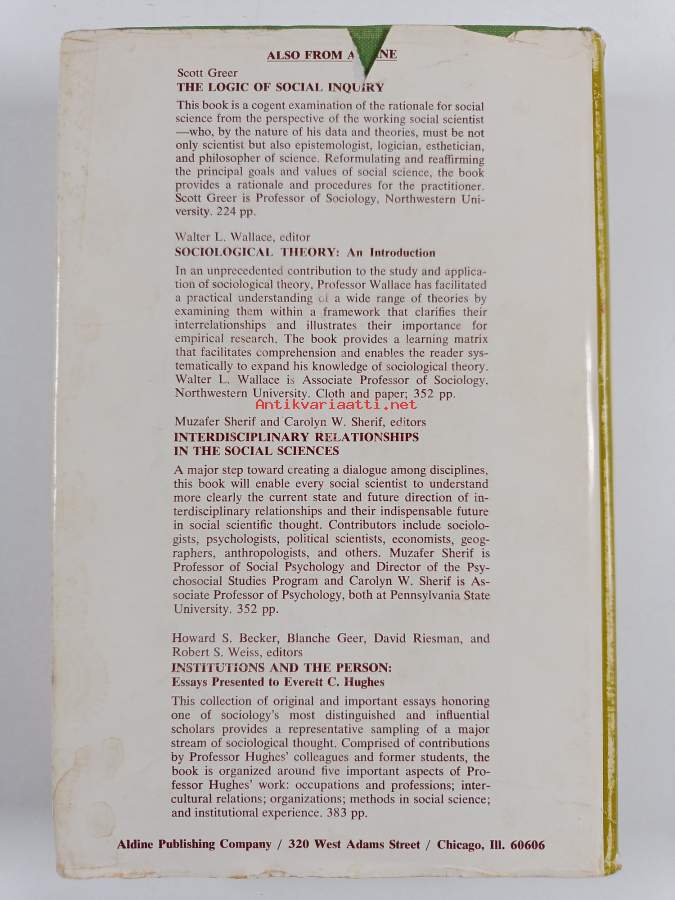 ALSO FROM A NE
Scott Greer
THE LOGIC OF SOCIAL INQUIRY
This book is a cogent examination of the rationale for social
science from the perspective of the working social scientist
—who, by the nature of his data and theories, must be not
only scientist but also epistemologist, logician, esthetician,
and philosopher of science. Reformulating and reaffirming
the principal goals and values of social science, the book
provides a rationale and procedures for the practitioner.
Scott Greer is Professor of Sociology, Northwestern Uni-
versity. 224 pp.
Walter L. Wallace, editor
SOCIOLOGICAL THEORY: An Introduction
In an unprecedented contribution to the study and applica-
tion of sociological theory, Professor Wallace has facilitated
a practical understanding of a wide range of theories by
examining them within a framework that clarifies their
interrelationships and illustrates their importance for
empirical research. The book provides a learning matrix
that facilitates comprehension and enables the reader sys-
tematically to expand his knowledge of sociological theory.
Walter L. Wallace is Associate Professor of Sociology,
Northwestern University. Cloth and paper; 352 pp.
Antikvariaatti.net
Muzafer Sherif and Carolyn W. Sherif, editors
INTERDISCIPLINARY RELATIONSHIPS
IN THE SOCIAL SCIENCES
A major step toward creating a dialogue among disciplines,
this book will enable every social scientist to understand
more clearly the current state and future direction of in-
terdisciplinary relationships and their indispensable future
in social scientific thought. Contributors include sociolo-
gists, psychologists, political scientists, economists, geog-
raphers, anthropologists, and others. Muzafer Sherif is
Professor of Social Psychology and Director of the Psy-
chosocial Studies Program and Carolyn W. Sherif is As-
sociate Professor of Psychology, both at Pennsylvania State
University. 352 pp.
Howard S. Becker, Blanche Geer, David Riesman, and
Robert S. Weiss, editors
INSTITUTIONS AND THE PERSON:
Essays Presented to Everett C. Hughes
This collection of original and important essays honoring
one of sociology's most distinguished and influential
scholars provides a representative sampling of a major
stream of sociological thought. Comprised of contributions
by Professor Hughes' colleagues and former students, the
book is organized around five important aspects of Pro-
fessor Hughes' work: occupations and professions; inter-
cultural relations; organizations; methods in social science;
and institutional experience. 383 pp.
Aldine Publishing Company / 320 West Adams Street / Chicago, Ill. 60606